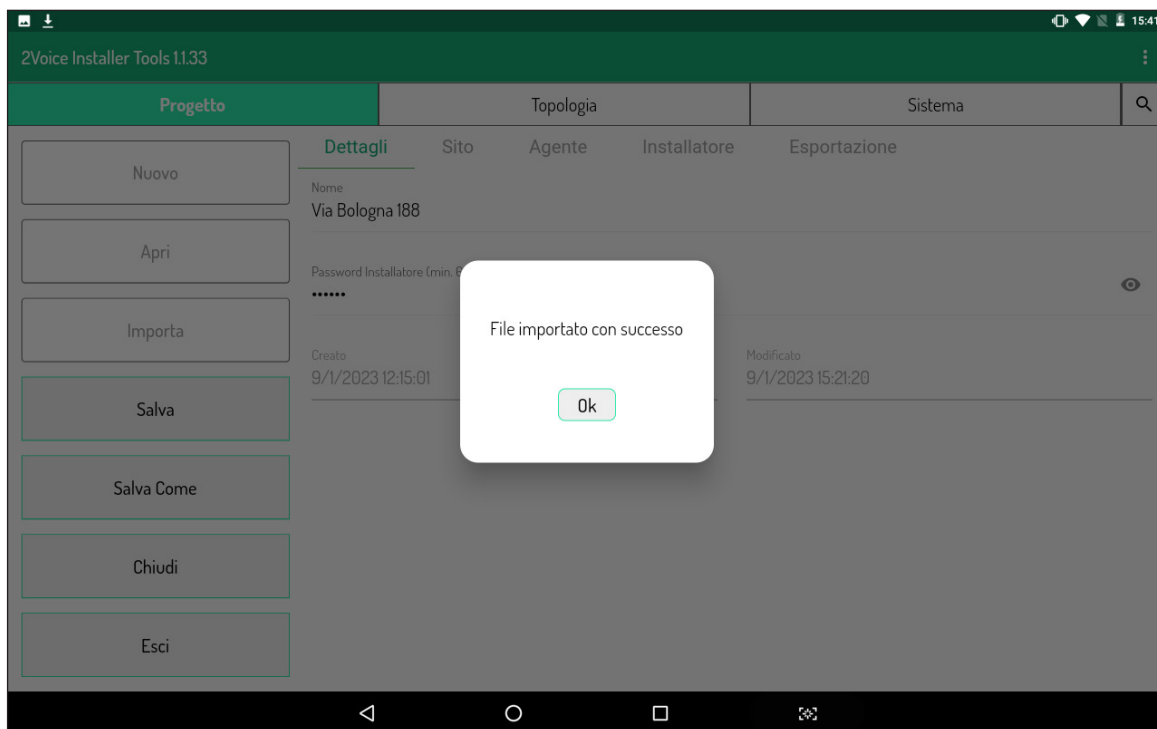 15:41
2Voice Installer Tools 1.1.33
Progetto Topologia Sistema
Dettagli Sito Agente Installatore Esportazione
Nuovo
Apri
Importa
Salva
Salva Come
Chiudi
Esci
Nome
Via Bologna 188
Password Installatore (min.
••••••
Creato
9/1/2023 12:15:01
Modificato
9/1/2023 15:21:20
File importato con successo
Ok